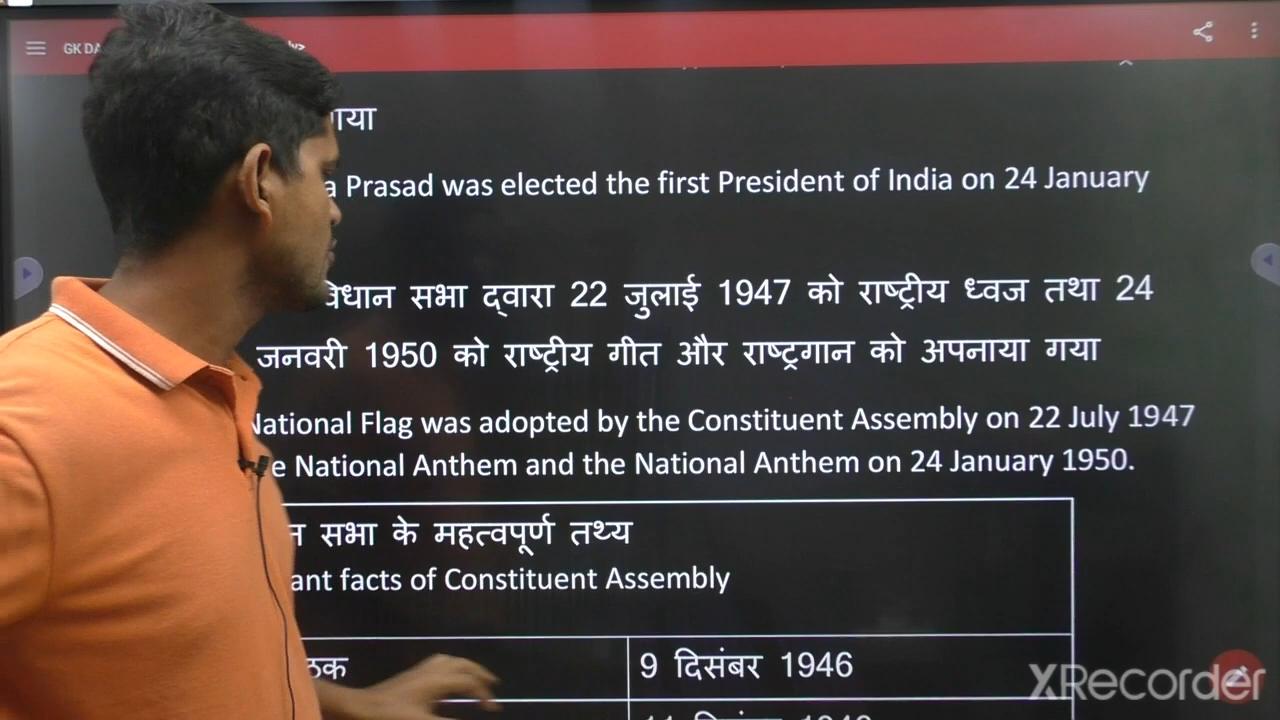 GK
a Prasad was elected the first President of India on 24 January
सभा द्वारा 22 जुलाई 1947 को राष्ट्रीय ध्वज तथा 24
जनवरी 1950 को राष्ट्रीय गीत और राष्ट्रगान को अपनाया गया
National Flag was adopted by the Constituent Assembly on 22 July 1947
e National Anthem and the National Anthem on 24 January 1950.
सभा के महत्वपूर्ण तथ्य
ant facts of Constituent Assembly
9 दिसंबर 1946
XRecorder